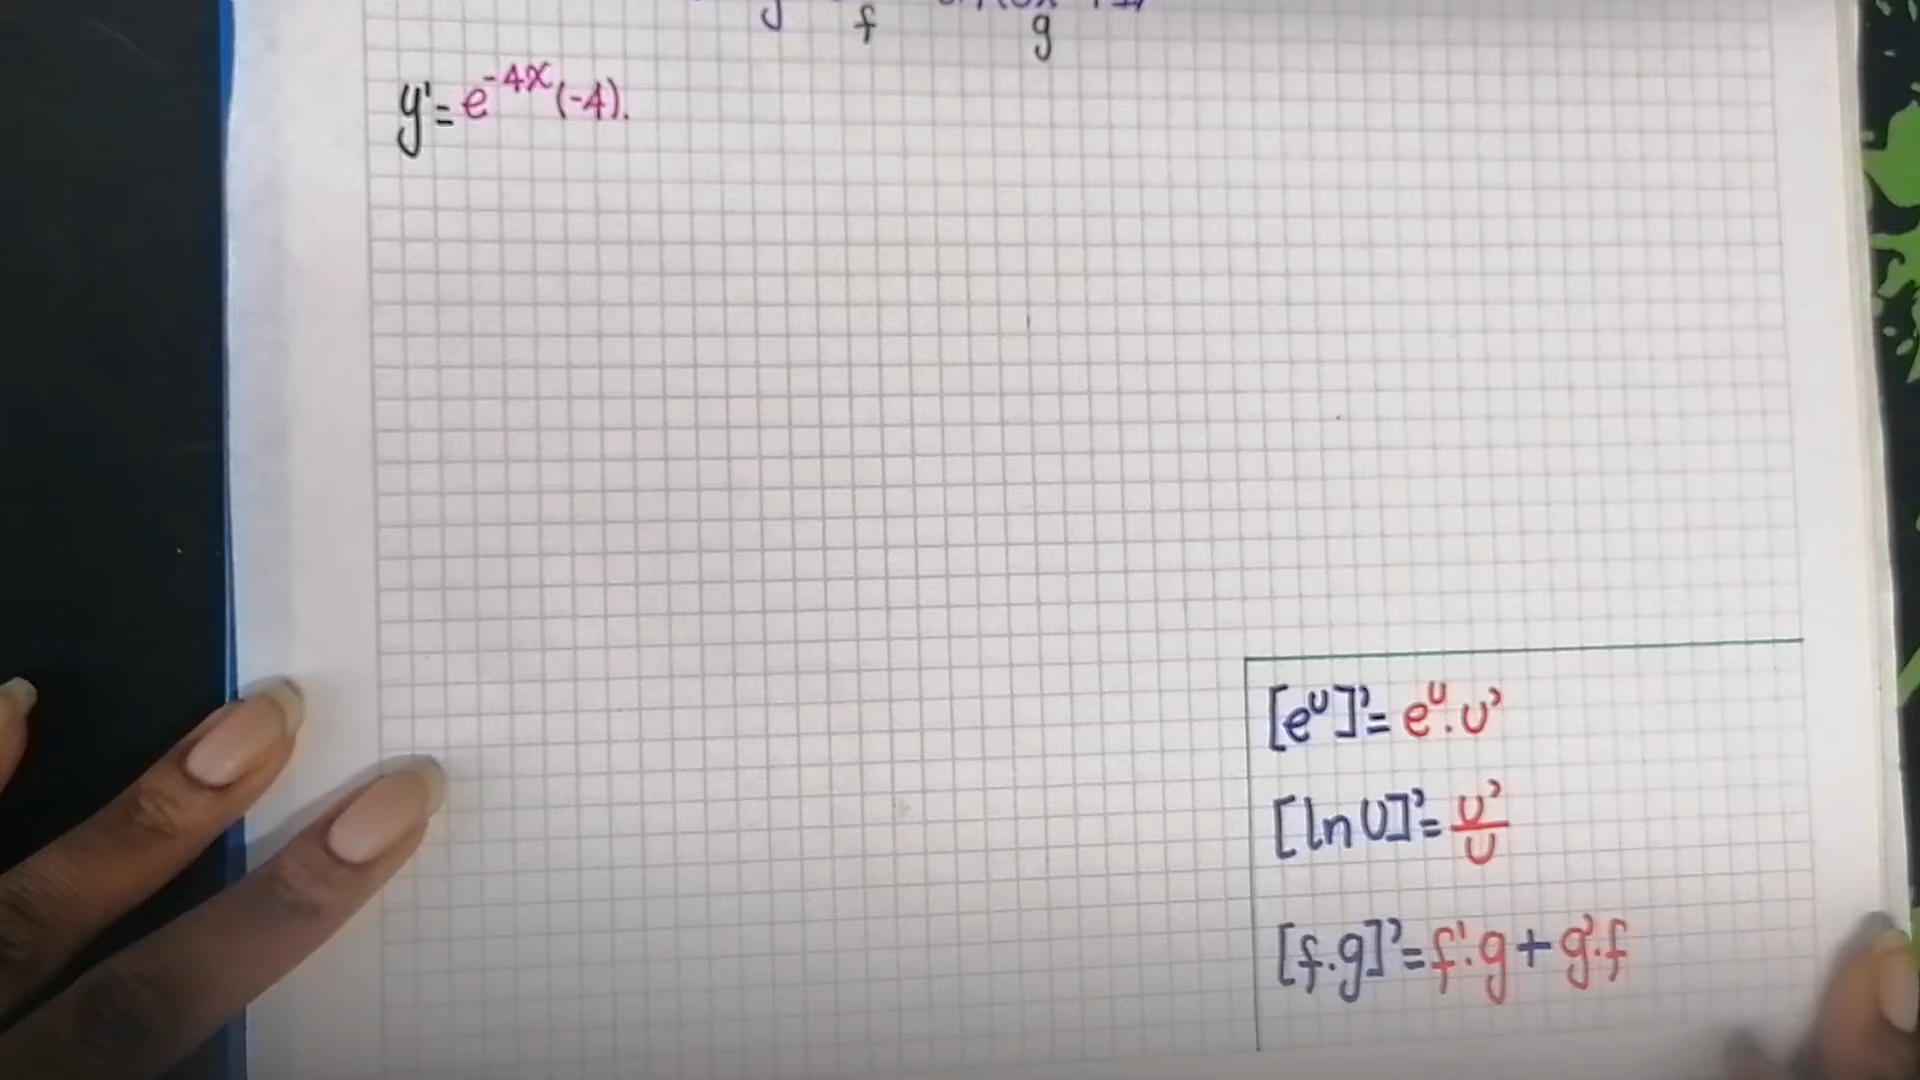 f g
y'= e^-4x (-4).
[e^U]'= e^U.U'
[ln U]'= U'/U
[f.g]'= f'.g + g'.f